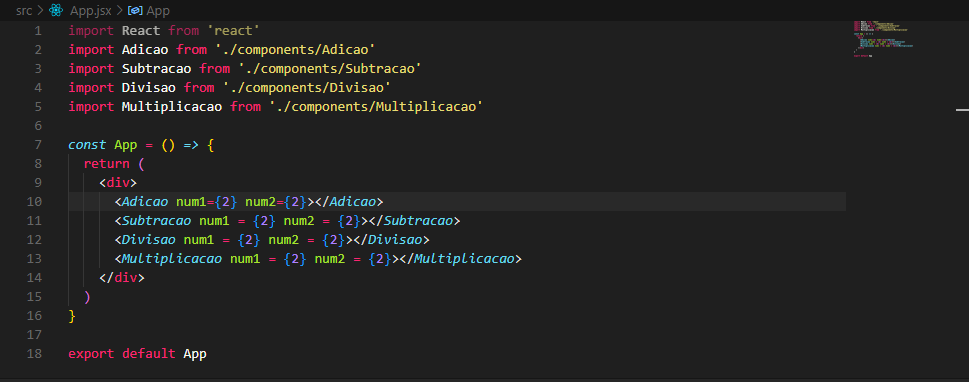 src > App.jsx > App
1 import React from 'react'
2 import Adicao from './components/Adicao'
3 import Subtracao from './components/Subtracao'
4 import Divisao from './components/Divisao'
5 import Multiplicacao from './components/Multiplicacao'
6
7 const App = () => {
8   return (
9     <div>
10       <Adicao num1={2} num2={2}></Adicao>
11       <Subtracao num1 = {2} num2 = {2}></Subtracao>
12       <Divisao num1 = {2} num2 = {2}></Divisao>
13       <Multiplicacao num1 = {2} num2 = {2}></Multiplicacao>
14     </div>
15   )
16 }
17
18 export default App